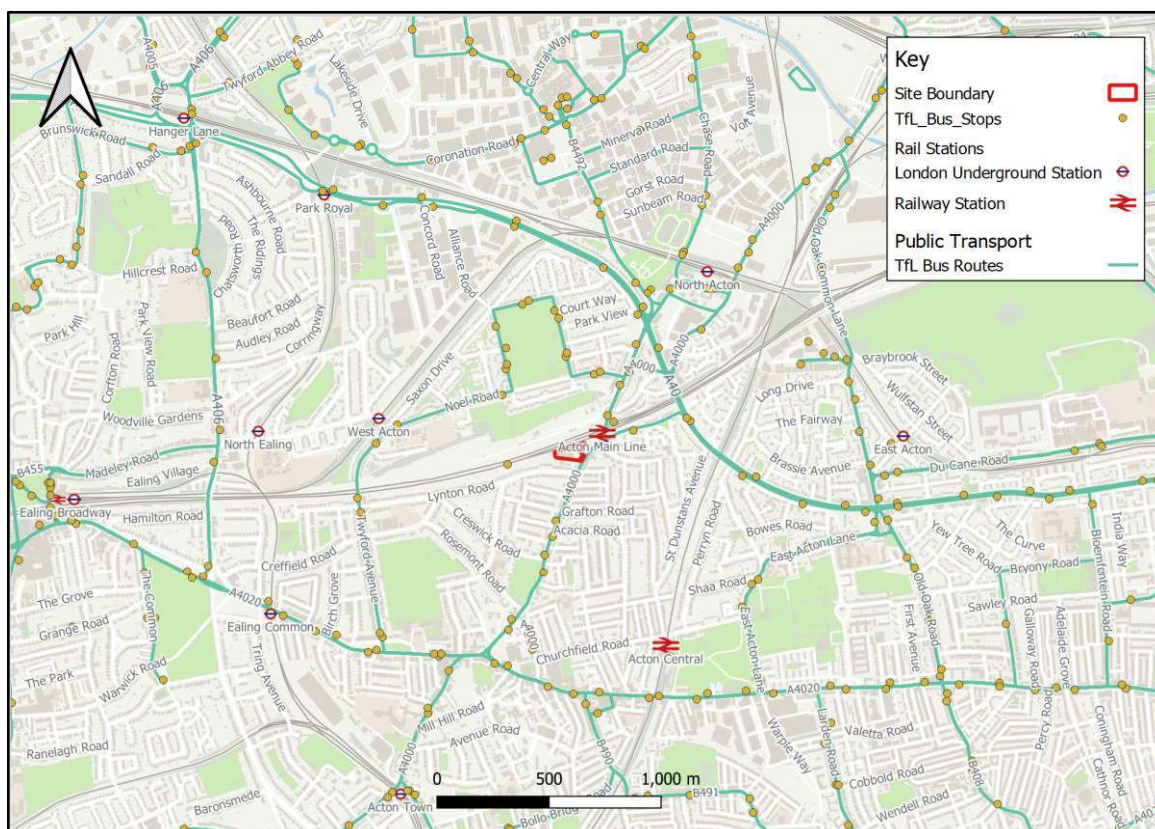 Key
Site Boundary
TfL_Bus_Stops
Rail Stations
London Underground Station
Railway Station
Public Transport
TfL Bus Routes
A4005
A406
A406
Twyford Abbey Road
Lakeside Drive
Central Way
Hanger Lane
Brunswick Road
Sandall Road
Coronation Road
B4492
Minerva Road
Standard Road
Chase Road
Vort Avenue
Gorst Road
Sunbeam Road
A4000
Old Oak Common Lane
Park Royal
Ashbourne Road
The Ridings
Chatsworth Road
Concord Road
Alliance Road
Hillcrest Road
North Acton
Park Hill
Corfton Road
Park View Road
Beaufort Road
Audley Road
Corringway
Court Way
Park View
A4000
A40
Saxon Drive
Noel Road
Braybrook Street
Wulfstan Street
Long Drive
The Fairway
Woodville Gardens
A406
North Ealing
West Acton
Acton Main Line
Brassie Avenue
East Acton
Du Cane Road
B455
Madeley Road
Ealing Village
Ealing Broadway
Hamilton Road
Lynton Road
A4000
Grafton Road
Acacia Road
St Dunstans Avenue
Perryn Road
Bowes Road
East Acton Lane
Yew Tree Road
The Curve
Bryony Road
Bloemfontein Road
India Way
Creswick Road
Rosemont Road
Creffield Road
Twyford Avenue
Birch Grove
Shaa Road
Old Oak Road
First Avenue
Sawley Road
Galloway Road
Adelaide Grove
The Grove
Grange Road
The Common
A4020
Ealing Common
A4000
Churchfield Road
Acton Central
East Acton Lane
The Park
Warwick Road
Tring Avenue
A4020
Percy Road
Coningham Road
Cathnor Road
Ranelagh Road
Mill Hill Road
Avenue Road
A4000
B490
Warple Way
Larden Road
Valetta Road
Cobbold Road
Wendell Road
B408
0
500
1,000 m
Baronsmede
Acton Town
B491